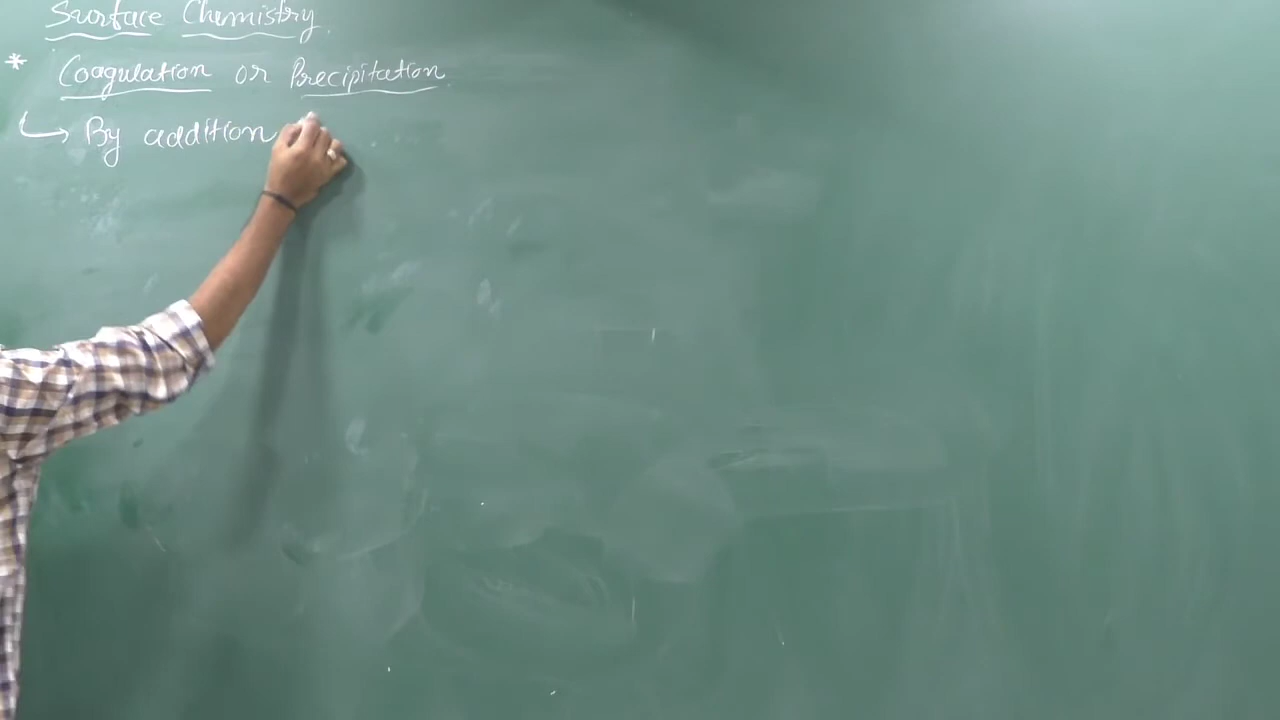 Surface Chemistry.
* Coagulation or Precipitation.
↳ By addition